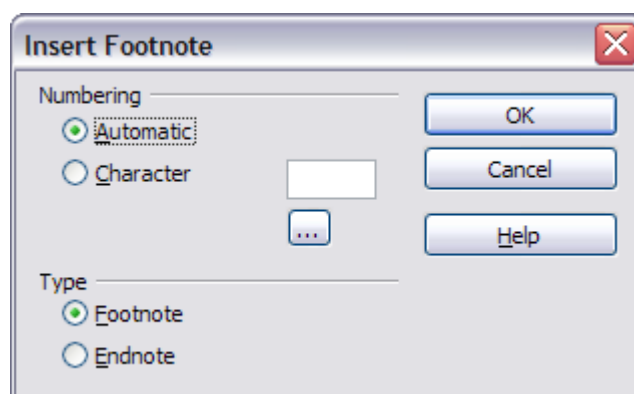 Insert Footnote
Numbering
Automatic
OK
Character
Cancel
...
Help
Type
Footnote
Endnote